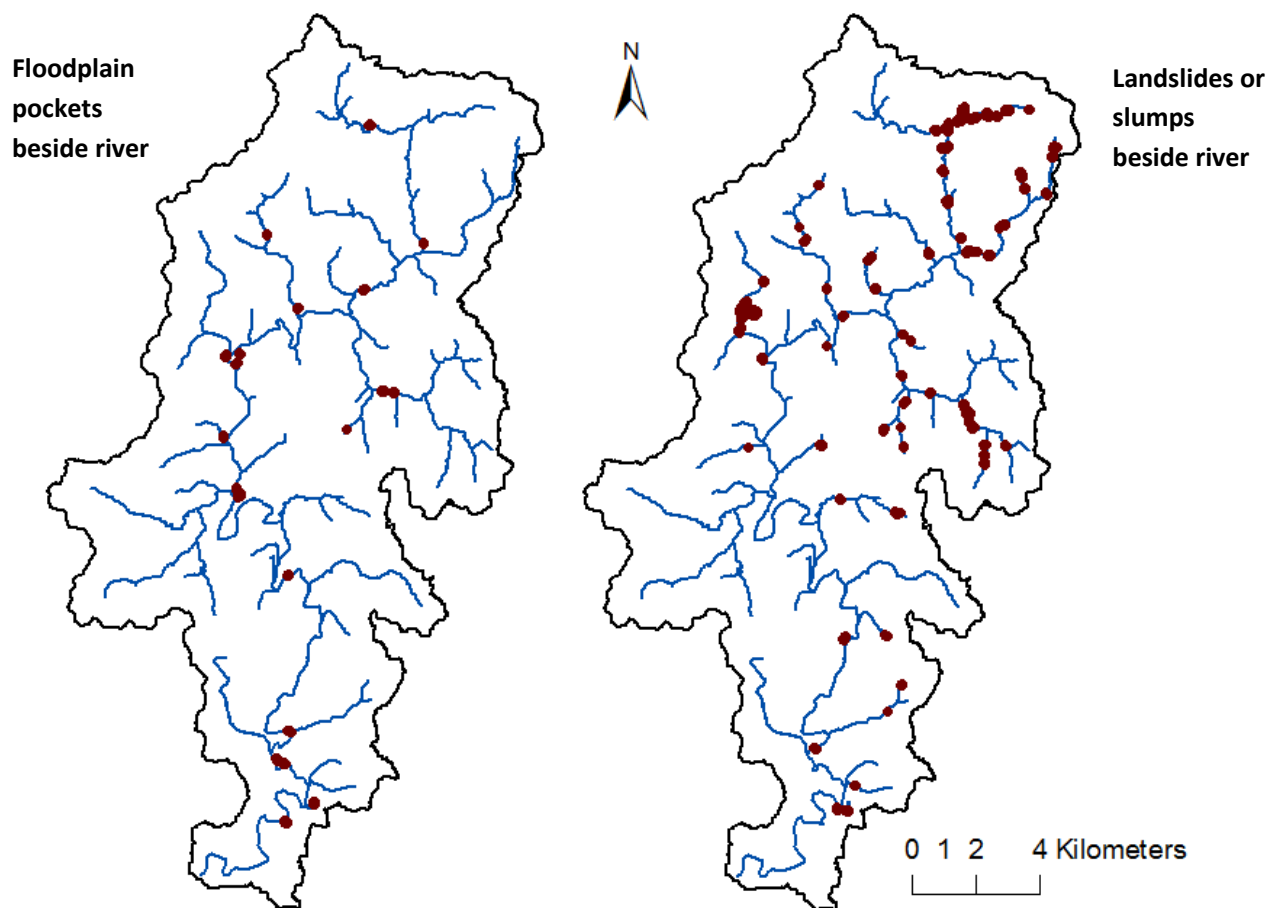 Floodplain
pockets
beside river
N
Landslides or
slumps
beside river
0 1 2 4 Kilometers